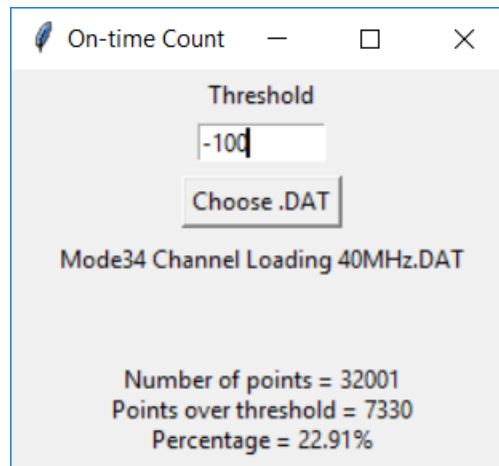 On-time Count
Threshold
-100
Choose .DAT
Mode34 Channel Loading 40MHz.DAT
Number of points = 32001
Points over threshold = 7330
Percentage = 22.91%